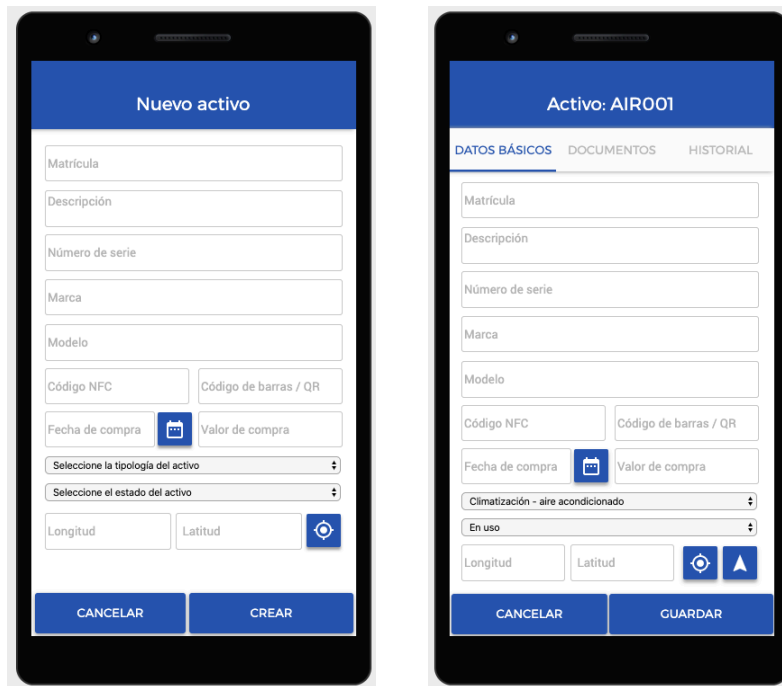 Nuevo activo
Matrícula
Descripción
Número de serie
Marca
Modelo
Código NFC
Código de barras / QR
Fecha de compra
Valor de compra
Seleccione la tipología del activo
Seleccione el estado del activo
Longitud
Latitud
CANCELAR
CREAR
Activo: AIR001
DATOS BÁSICOS
DOCUMENTOS
HISTORIAL
Matrícula
Descripción
Número de serie
Marca
Modelo
Código NFC
Código de barras / QR
Fecha de compra
Valor de compra
Climatización - aire acondicionado
En uso
Longitud
Latitud
CANCELAR
GUARDAR